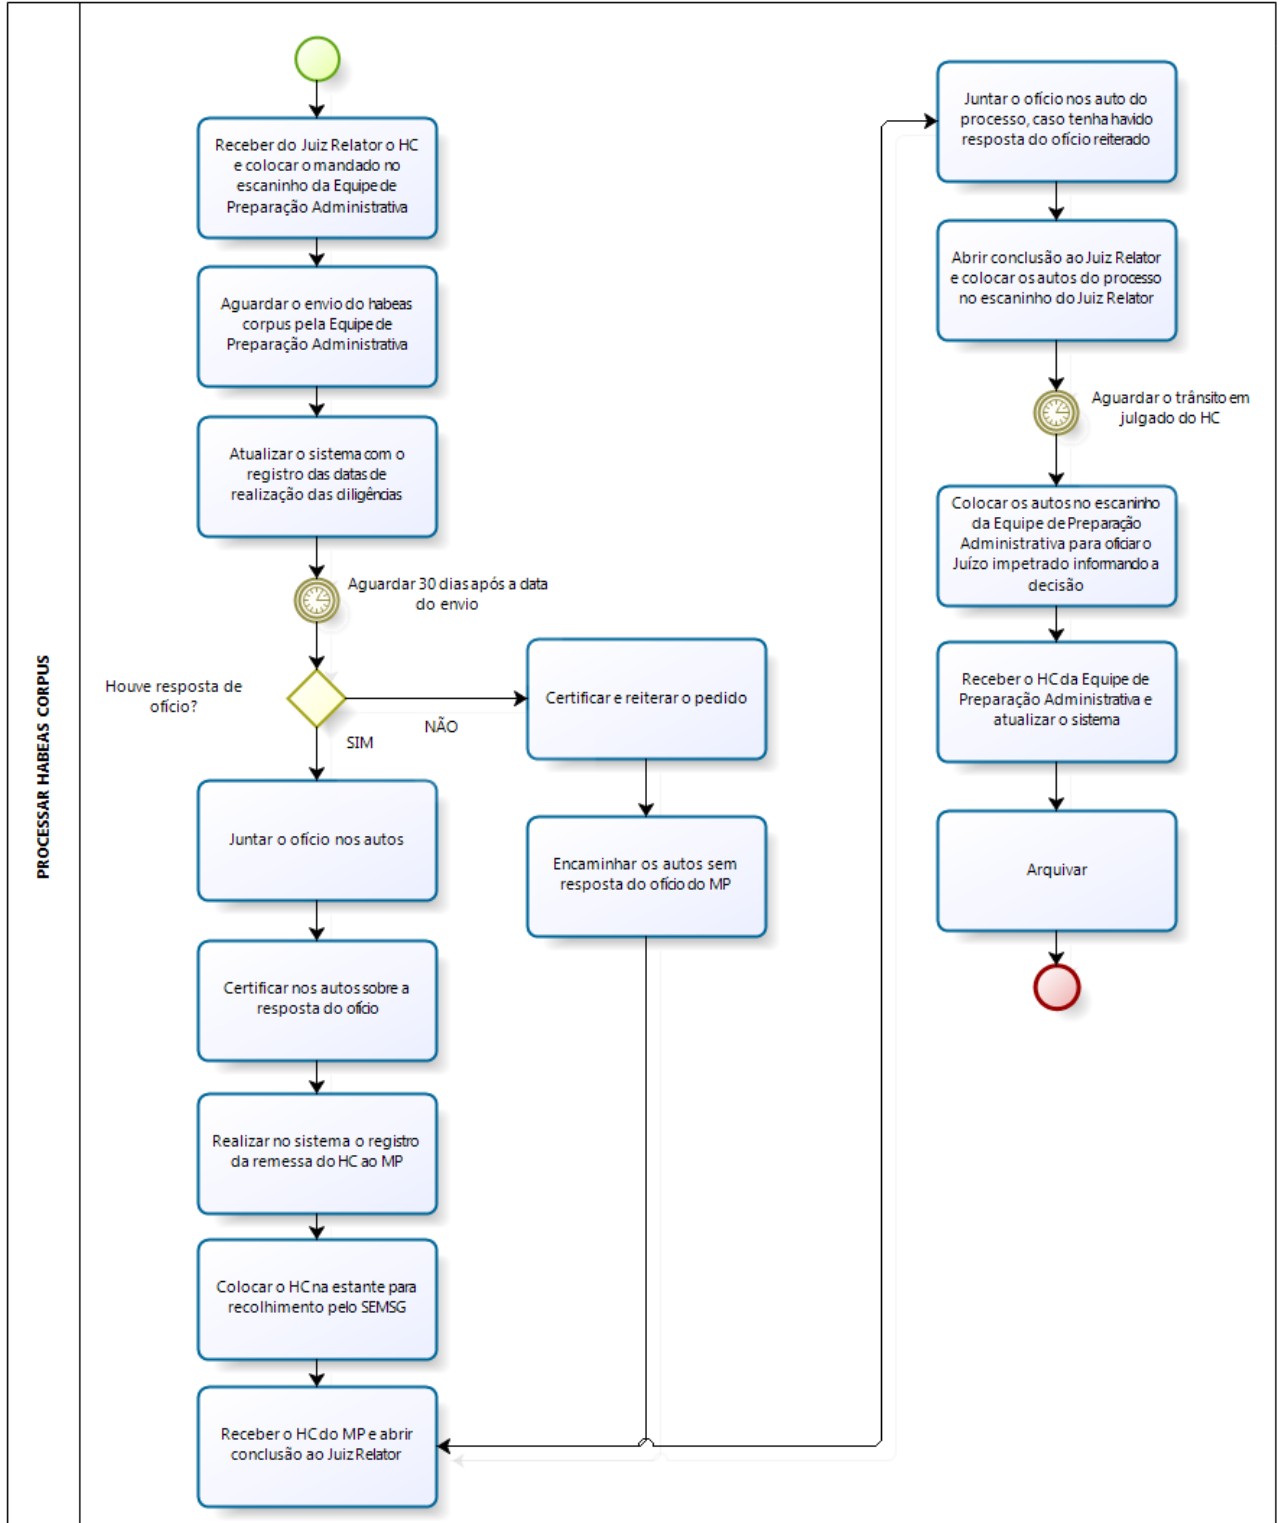 PROCESSAR HABEAS CORPUS
Receber do Juiz Relator o HC
e colocar o mandado no
escaninho da Equipe de
Preparação Administrativa
Aguardar o envio do habeas
corpus pela Equipe de
Preparação Administrativa
Atualizar o sistema com o
registro das datas de
realização das diligências
Aguardar 30 dias após a data
do envio
Houve resposta de
ofício?
NÃO
SIM
Certificar e reiterar o pedido
Encaminhar os autos sem
resposta do ofício do MP
Juntar o ofício nos autos
Certificar nos autos sobre a
resposta do ofício
Realizar no sistema o registro
da remessa do HC ao MP
Colocar o HC na estante para
recolhimento pelo SEMSG
Receber o HC do MP e abrir
conclusão ao Juiz Relator
Juntar o ofício nos auto do
processo, caso tenha havido
resposta do ofício reiterado
Abrir conclusão ao Juiz Relator
e colocar os autos do processo
no escaninho do Juiz Relator
Aguardar o trânsito em
julgado do HC
Colocar os autos no escaninho
da Equipe de Preparação
Administrativa para oficiar o
Juízo impetrado informando a
decisão
Receber o HC da Equipe de
Preparação Administrativa e
atualizar o sistema
Arquivar